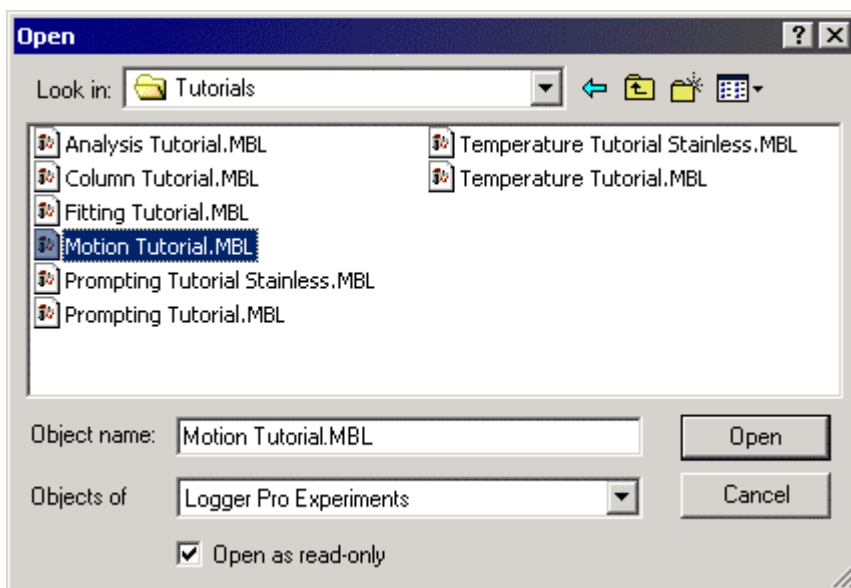 Open
Look in: Tutorials
Analysis Tutorial.MBL
Column Tutorial.MBL
Fitting Tutorial.MBL
Motion Tutorial.MBL
Prompting Tutorial Stainless.MBL
Prompting Tutorial.MBL
Temperature Tutorial Stainless.MBL
Temperature Tutorial.MBL
Object name: Motion Tutorial.MBL
Open
Objects of Logger Pro Experiments
Cancel
Open as read-only